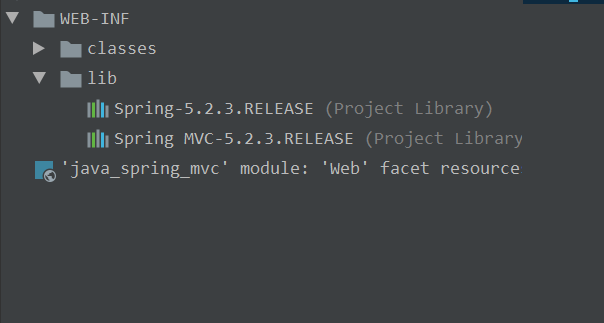 WEB-INF
classes
lib
Spring-5.2.3.RELEASE (Project Library)
Spring MVC-5.2.3.RELEASE (Project Library
'java_spring_mvc' module: 'Web' facet resource